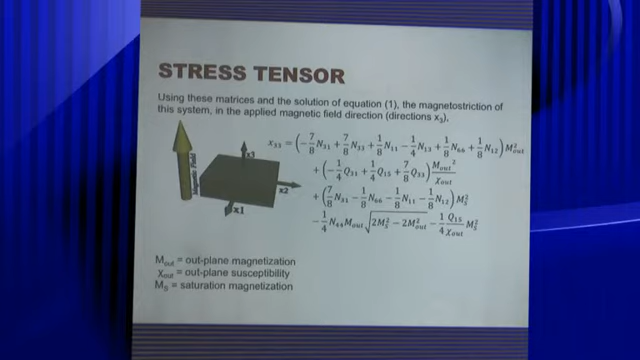 STRESS TENSOR
Using these matrices and the solution of equation (1), the magnetostriction of
this system, in the applied magnetic field direction (directions x₃),
Magnetic Field
x3
x2
x1
x₃₃ = (−7/8 N₃₁ + 7/8 N₃₃ + 1/8 N₁₁ − 1/4 N₁₃ + 1/8 N₆₆ + 1/8 N₁₂) M²out
+ (−1/4 Q₃₁ + 1/4 Q₁₅ + 7/8 Q₃₃) Mout²/χout
+ (7/8 N₃₁ − 1/8 N₆₆ − 1/8 N₁₁ − 1/8 N₁₂) M²s
− 1/4 N₄₄ Mout √(2M²s − 2M²out) − 1/4 Q₁₅/χout M²s
Mout = out-plane magnetization
χout = out-plane susceptibility
MS = saturation magnetization